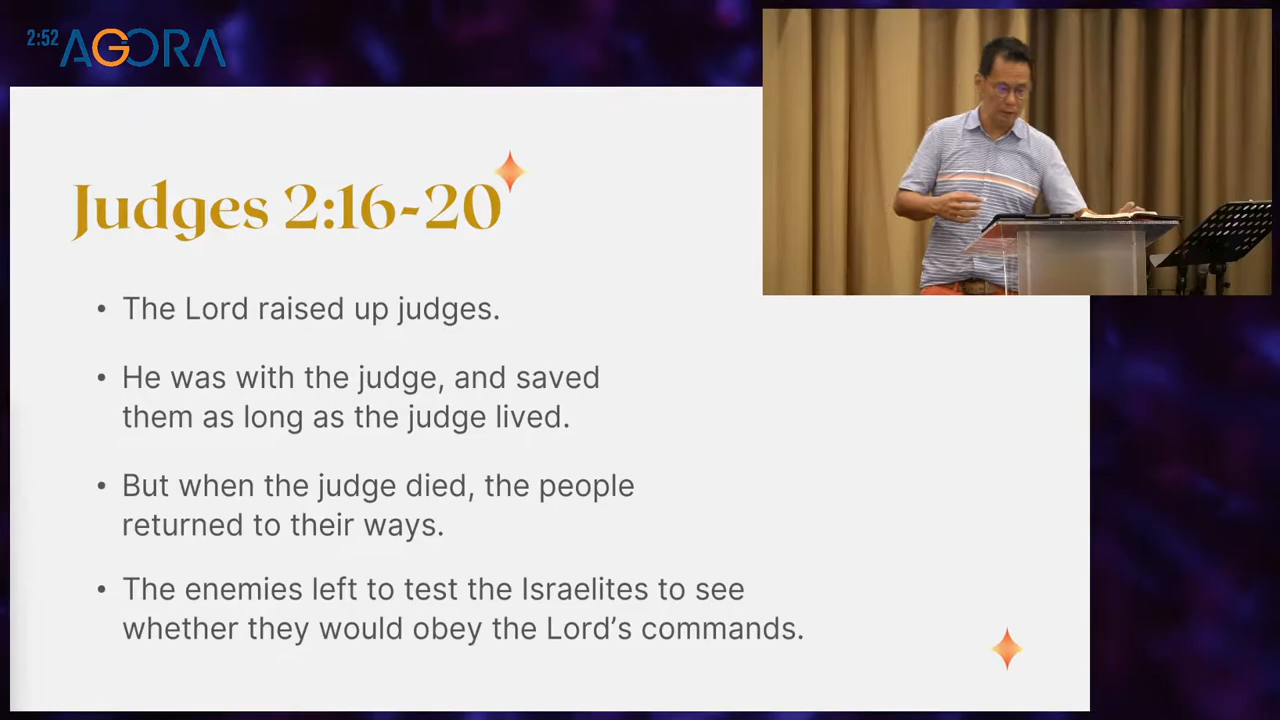 2:52 AGORA
Judges 2:16-20
• The Lord raised up judges.
• He was with the judge, and saved
them as long as the judge lived.
• But when the judge died, the people
returned to their ways.
• The enemies left to test the Israelites to see
whether they would obey the Lord’s commands.